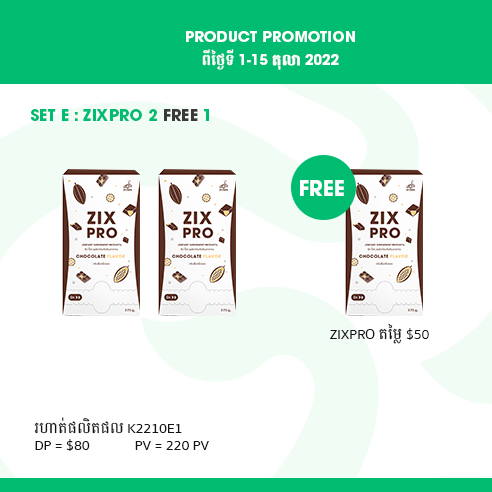 PRODUCT PROMOTION
ពីថ្ងៃទី 1-15 តុលា 2022
SET E : ZIXPRO 2 FREE 1
ZIX
PRO
CHOCOLATE FLAVOR
ZIX
PRO
CHOCOLATE FLAVOR
FREE
ZIX
PRO
CHOCOLATE FLAVOR
ZIXPRO តម្លៃ $50
រហាត់ផលិតផល K2210E1
DP = $80 PV = 220 PV